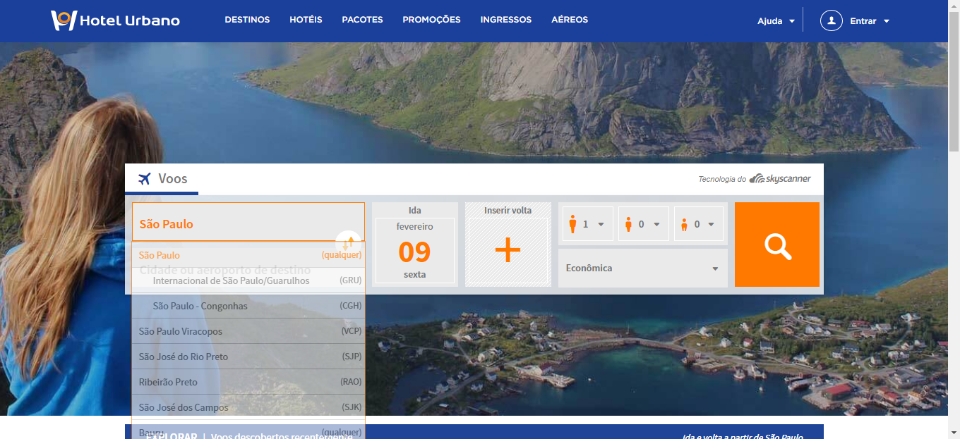 Hotel Urbano
DESTINOS HOTÉIS PACOTES PROMOÇÕES INGRESSOS AÉREOS
Ajuda
Entrar
Voos
Tecnologia do skyscanner
São Paulo
Cidade ou aeroporto de destino
São Paulo (qualquer)
Internacional de São Paulo/Guarulhos (GRU)
São Paulo - Congonhas (CGH)
São Paulo Viracopos (VCP)
São José do Rio Preto (SJP)
Ribeirão Preto (RAO)
São José dos Campos (SJK)
Bauru (qualquer)
Ida
fevereiro
09
sexta
Inserir volta
+
1 0 0
Econômica
EXPLORAR | Voos descobertos recentemente
Ida e volta a partir de São Paulo